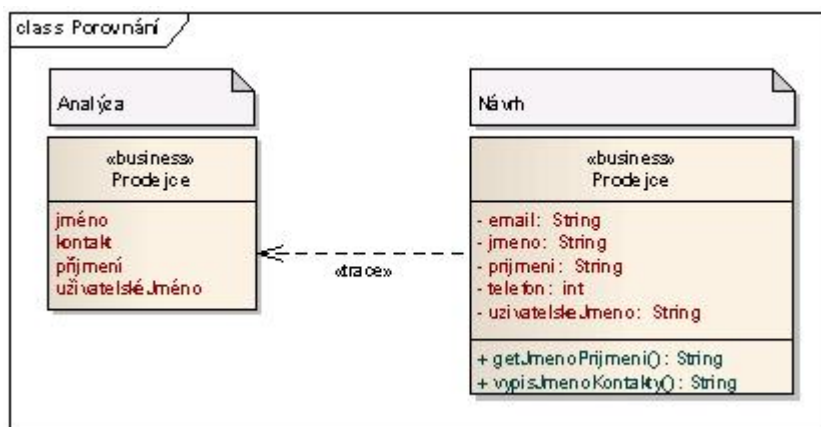 class Porovnání
Analýza
«business»
Prodejce
jméno
kontakt
příjmení
uživatelskéJméno
«trace»
Návrh
«business»
Prodejce
- email: String
- jmeno: String
- prijmeni: String
- telefon: int
- uzivatelskeJmeno: String
+ getJmenoPrijmeni(): String
+ vypisJmenoKontakty(): String